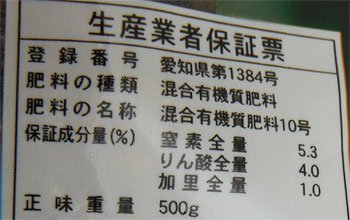 生産業者保証票
登録番号 愛知県第1384号
肥料の種類 混合有機質肥料
肥料の名称 混合有機質肥料10号
保証成分量(%) 窒素全量 5.3
りん酸全量 4.0
加里全量 1.0
正味重量 500g